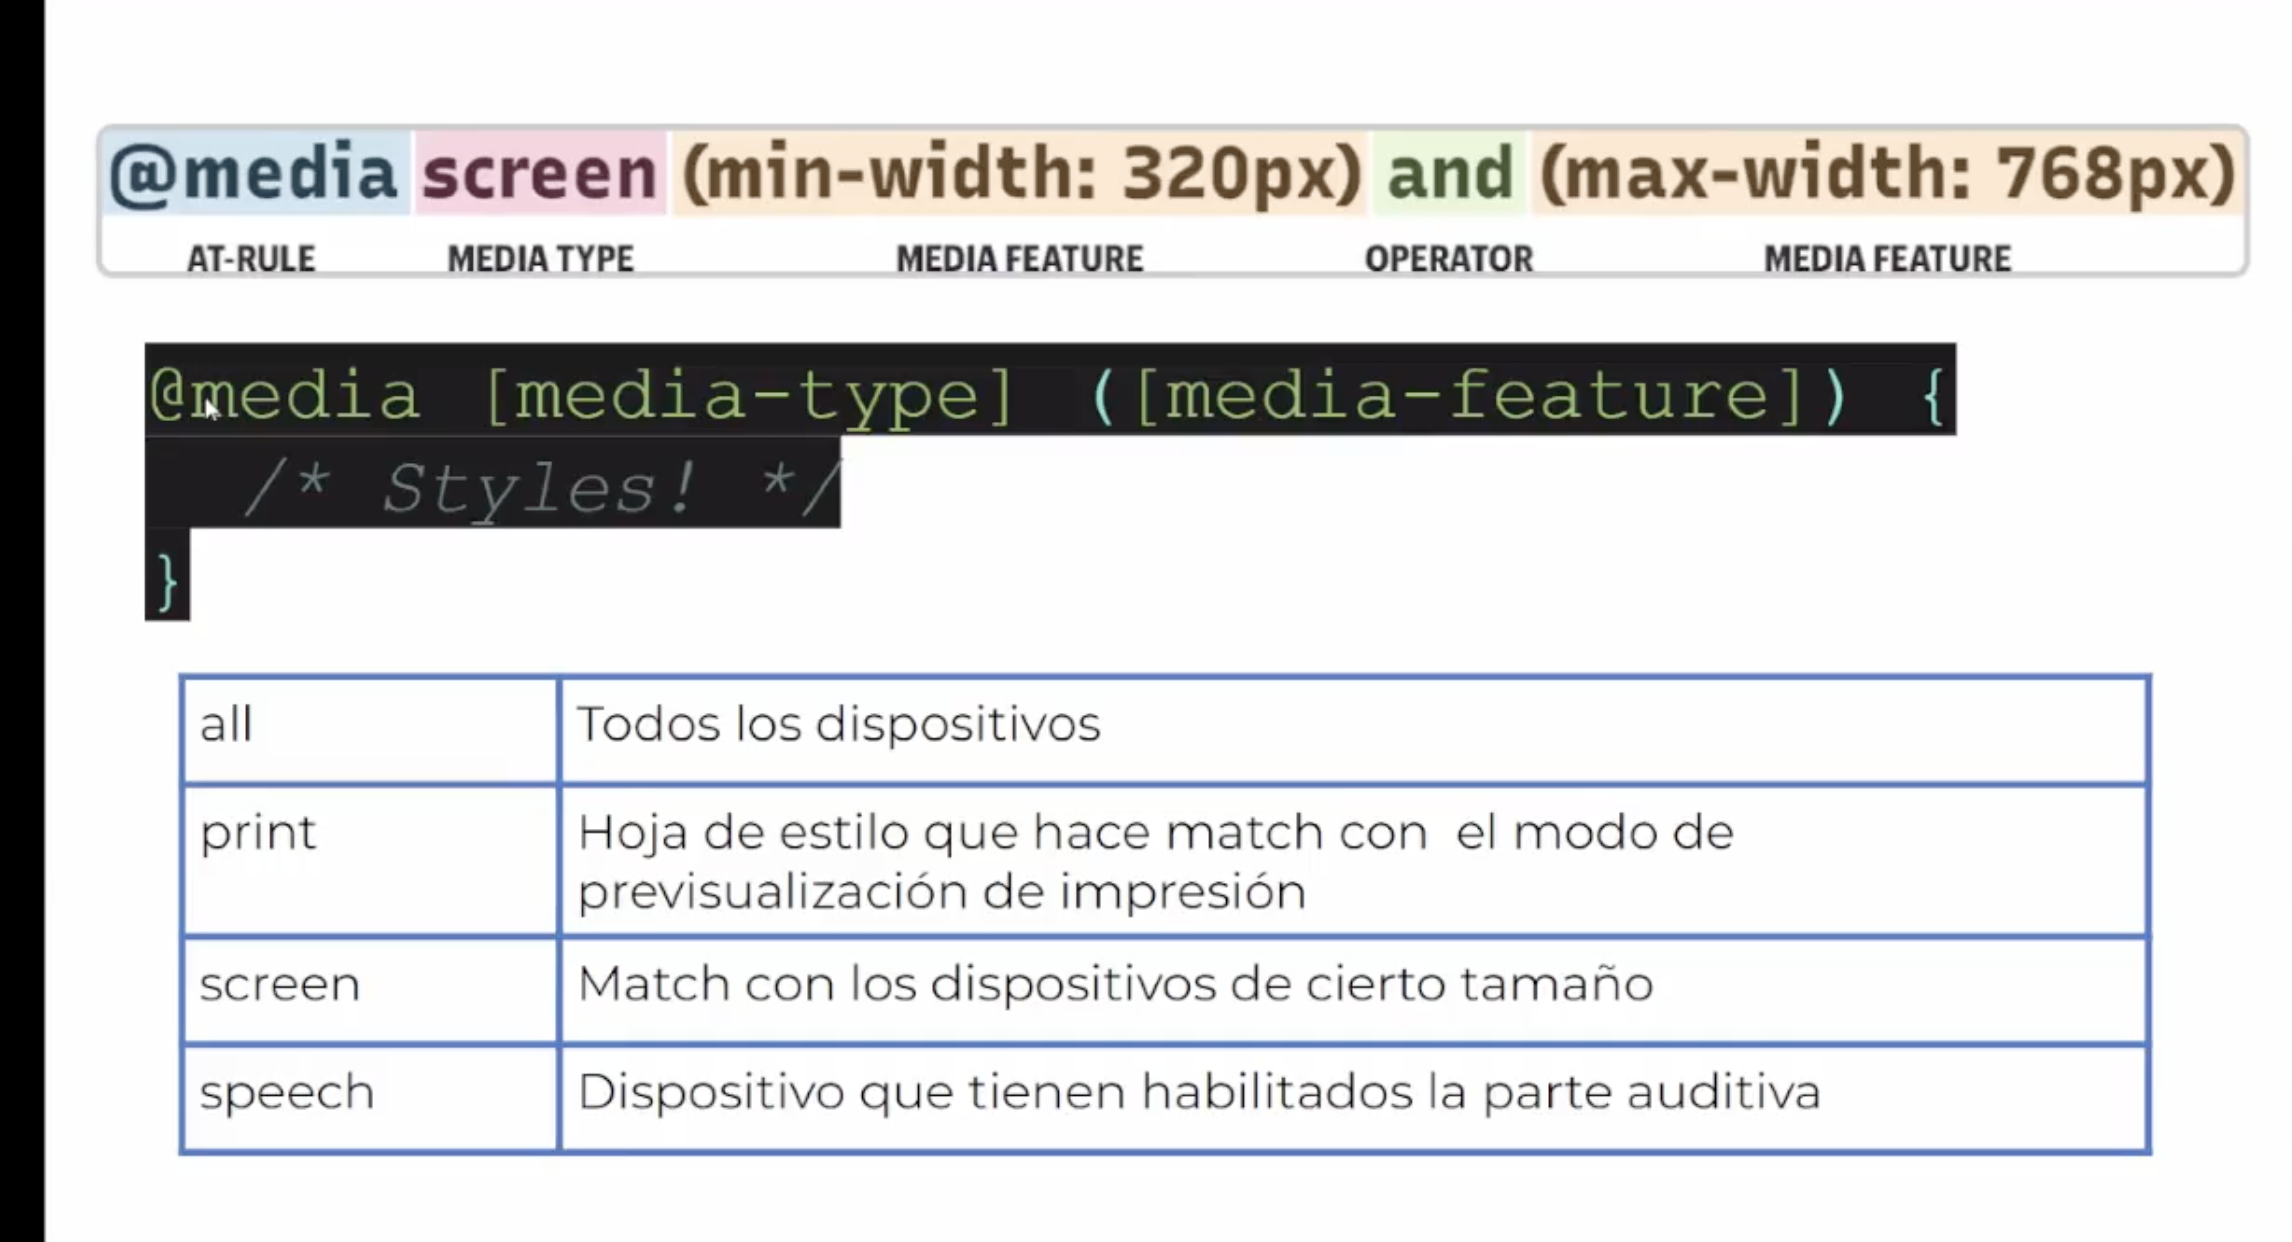 @media screen (min-width: 320px) and (max-width: 768px)
AT-RULE MEDIA TYPE MEDIA FEATURE OPERATOR MEDIA FEATURE
@media [media-type] ([media-feature]) {
/* Styles! */
}
all Todos los dispositivos
print Hoja de estilo que hace match con el modo de
previsualización de impresión
screen Match con los dispositivos de cierto tamaño
speech Dispositivo que tienen habilitados la parte auditiva